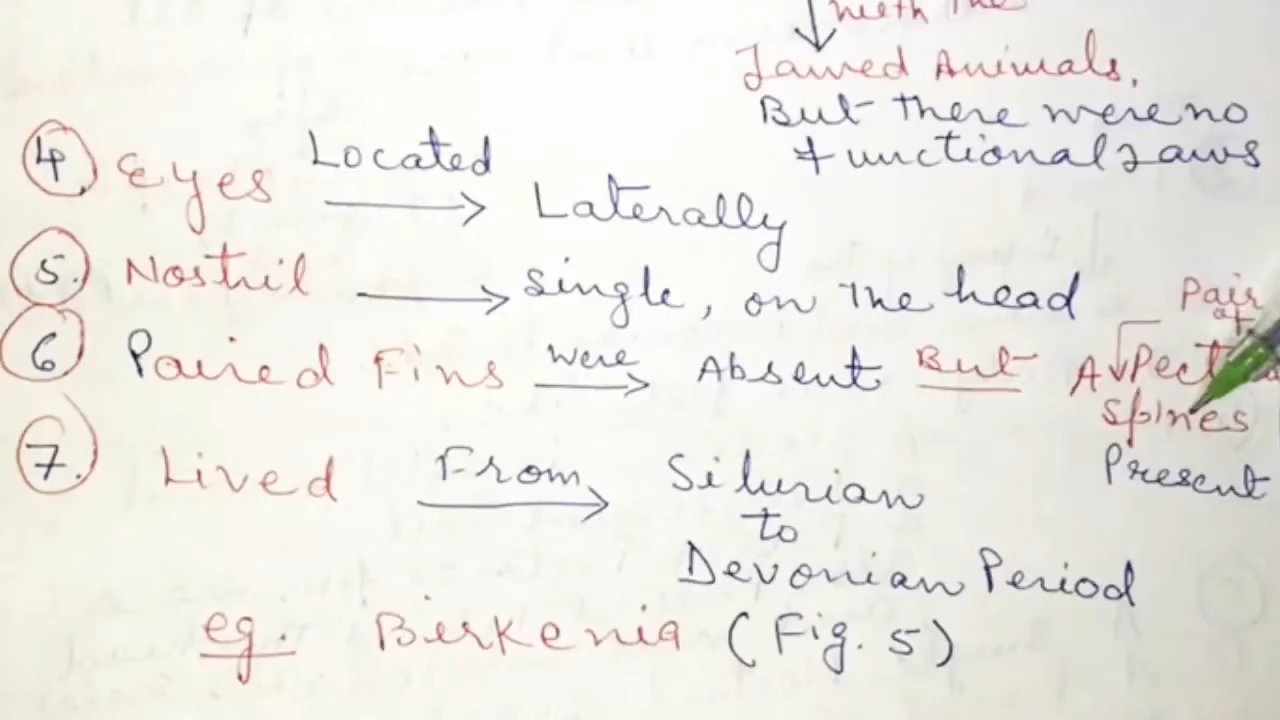 Jawed Animals.
But there were no
functional Jaws
4. Eyes Located → Laterally
5. Nostril → Single, on the head
6 Paired Fins were → Absent But A Pair of
Spines
Present
7. Lived From → Silurian
to
Devonian Period
eg. Birkenia (Fig. 5)